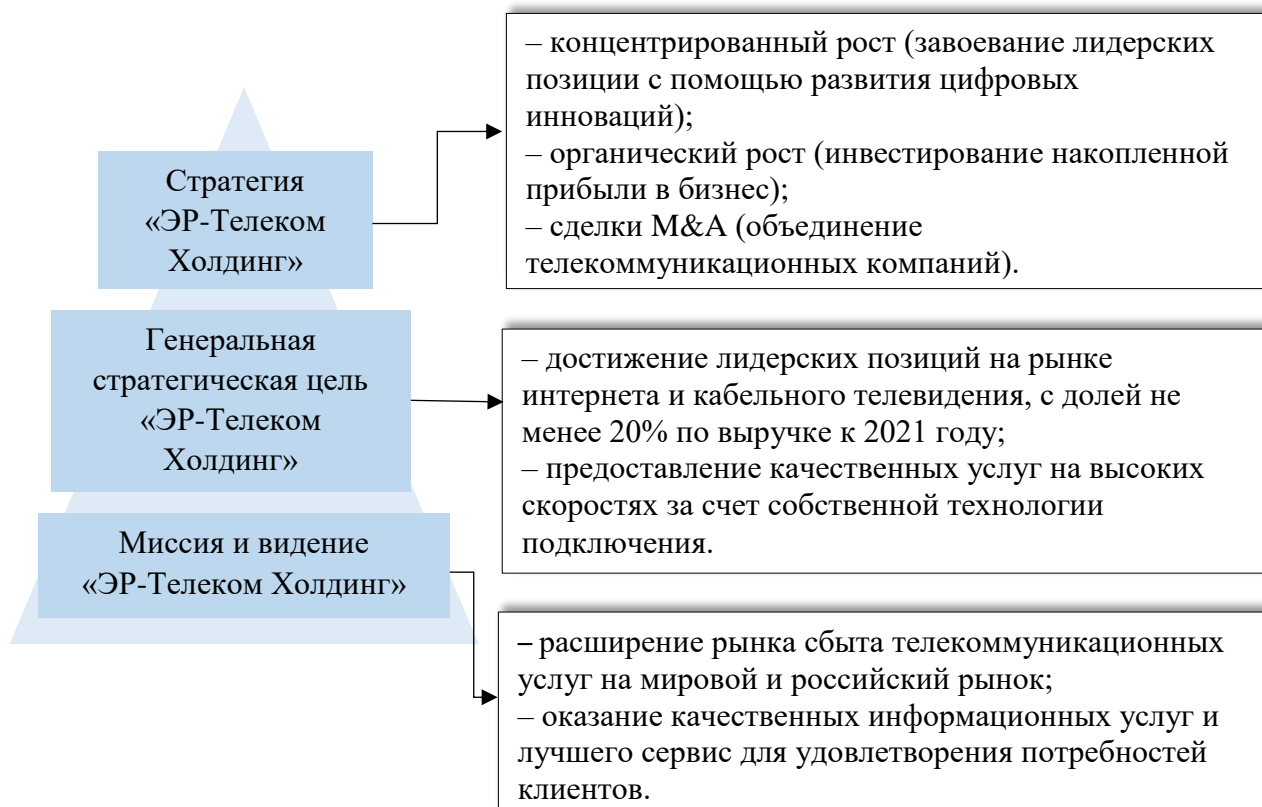 Стратегия
«ЭР-Телеком
Холдинг»
– концентрированный рост (завоевание лидерских
позиции с помощью развития цифровых
инноваций);
– органический рост (инвестирование накопленной
прибыли в бизнес);
– сделки M&A (объединение
телекоммуникационных компаний).
Генеральная
стратегическая цель
«ЭР-Телеком
Холдинг»
– достижение лидерских позиций на рынке
интернета и кабельного телевидения, с долей не
менее 20% по выручке к 2021 году;
– предоставление качественных услуг на высоких
скоростях за счет собственной технологии
подключения.
Миссия и видение
«ЭР-Телеком Холдинг»
– расширение рынка сбыта телекоммуникационных
услуг на мировой и российский рынок;
– оказание качественных информационных услуг и
лучшего сервис для удовлетворения потребностей
клиентов.